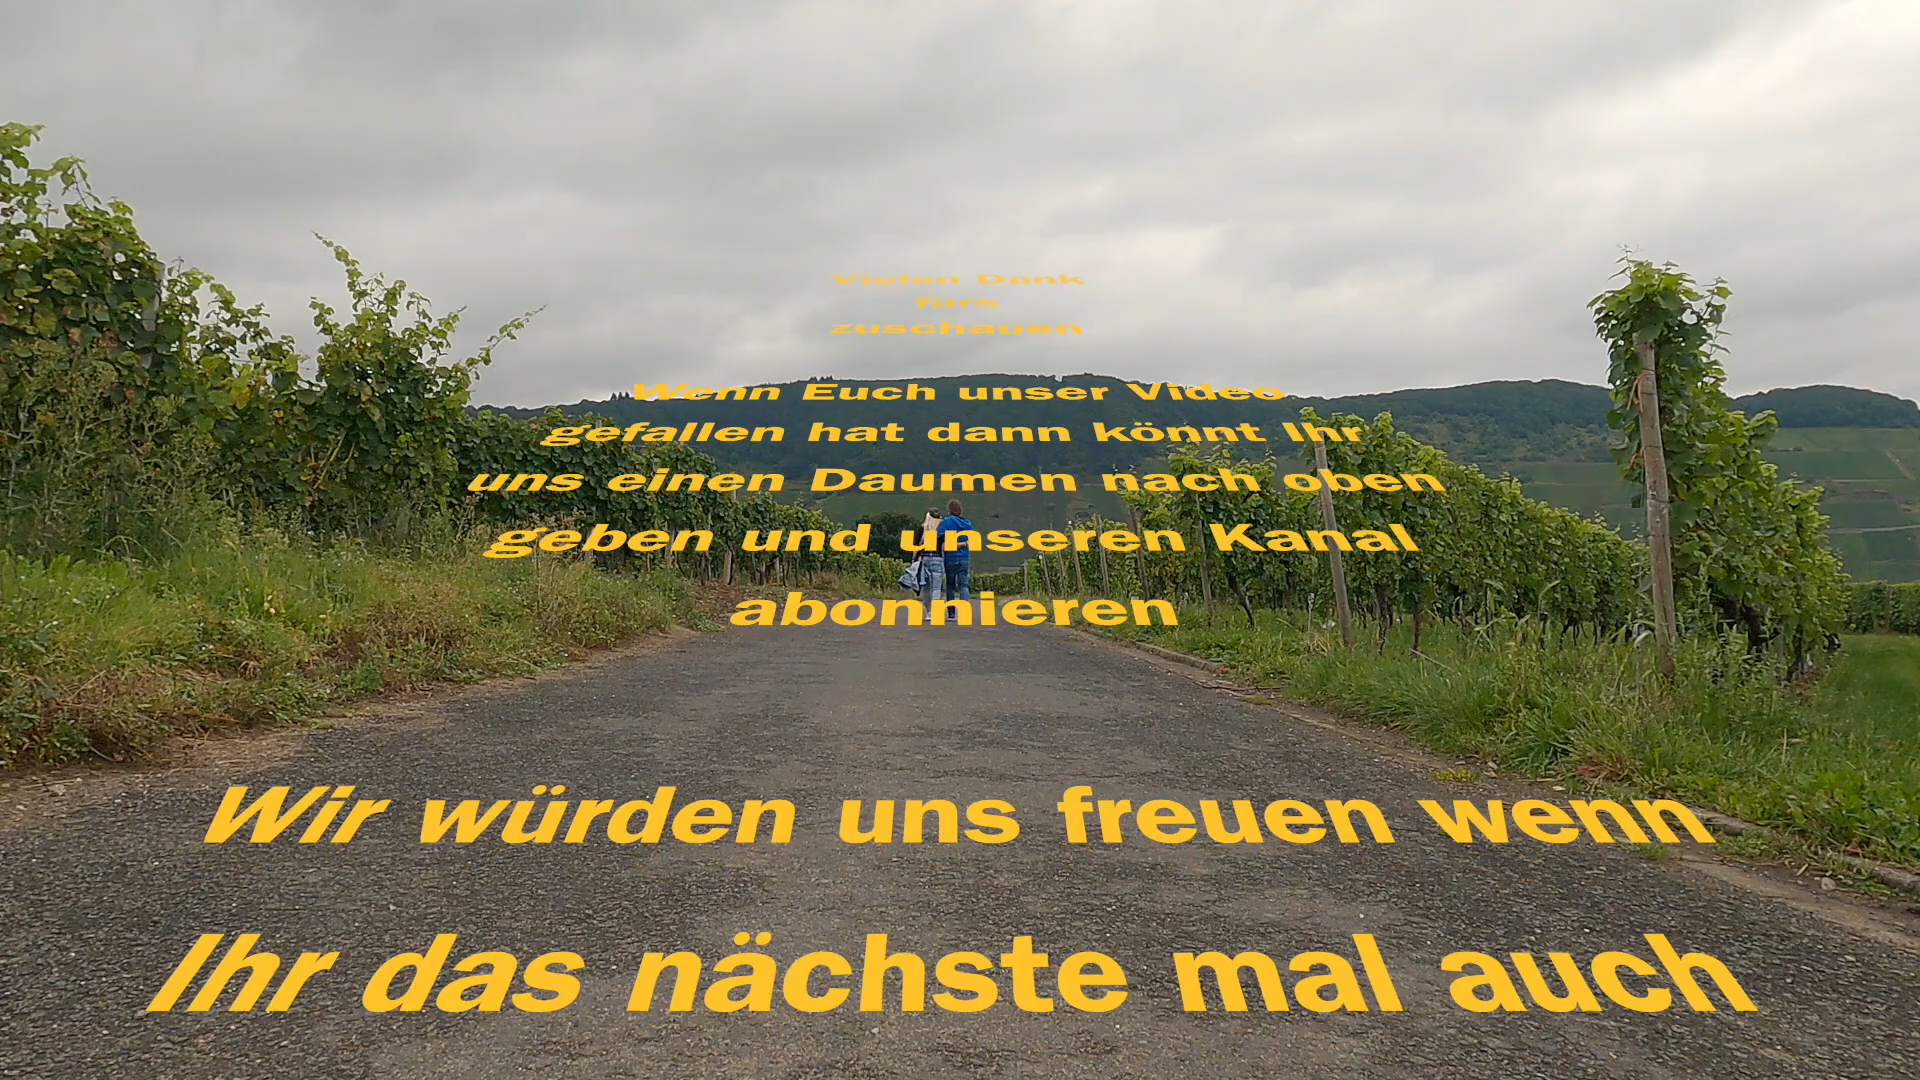 Vielen Dank
fürs
zuschauen
Wenn Euch unser Video
gefallen hat dann könnt Ihr
uns einen Daumen nach oben
geben und unseren Kanal
abonnieren
Wir würden uns freuen wenn
Ihr das nächste mal auch